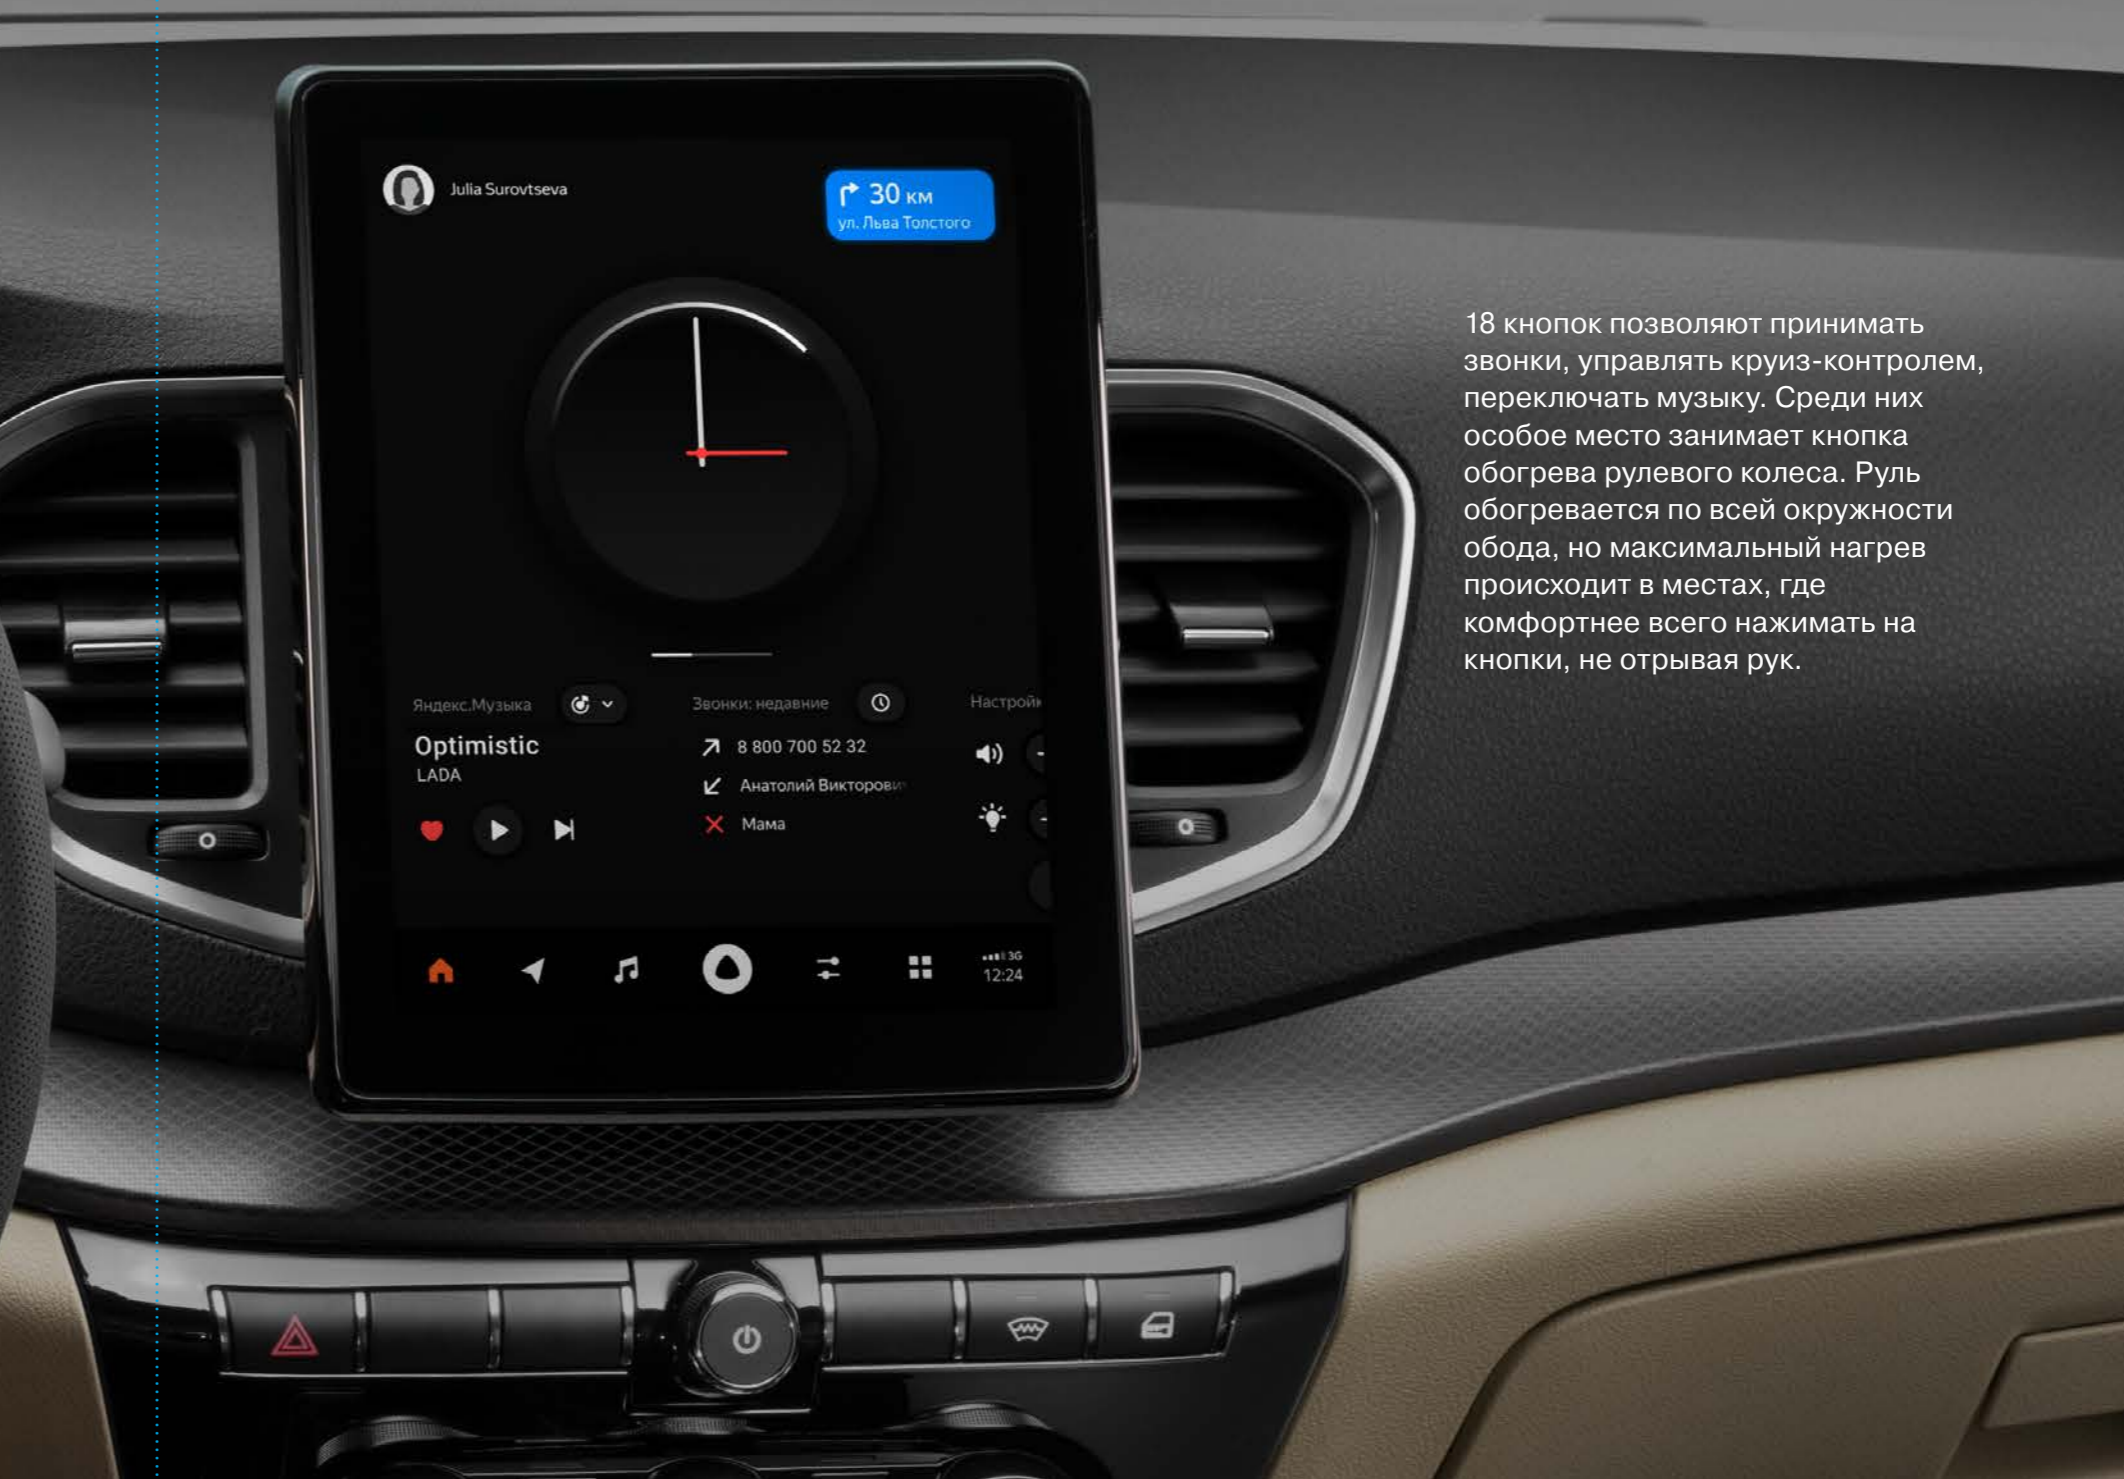 Julia Surovtseva
30 км
ул. Льва Толстого
18 кнопок позволяют принимать
звонки, управлять круиз-контролем,
переключать музыку. Среди них
особое место занимает кнопка
обогрева рулевого колеса. Руль
обогревается по всей окружности
обода, но максимальный нагрев
происходит в местах, где
комфортнее всего нажимать на
кнопки, не отрывая рук.
Яндекс.Музыка
Optimistic
LADA
Звонки: недавние
8 800 700 52 32
Анатолий Викторови
Мама
Настройк
3G
12:24